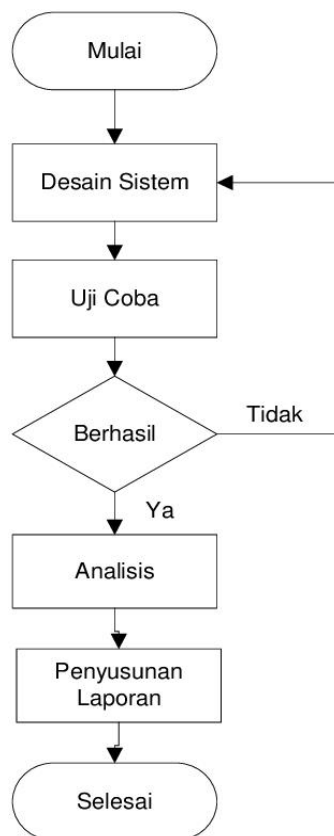 Mulai
Desain Sistem
Uji Coba
Berhasil
Tidak
Ya
Analisis
Penyusunan
Laporan
Selesai